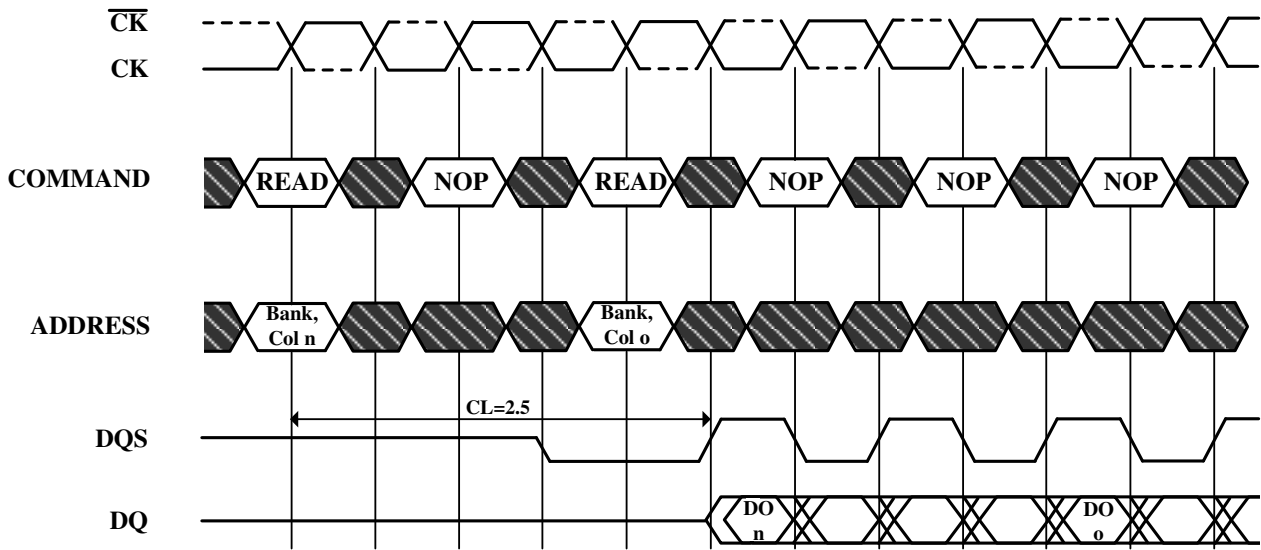 CK
CK
COMMAND READ NOP READ NOP NOP NOP
ADDRESS
Bank,
Col n
Bank,
Col o
CL=2.5
DQS
DQ
DO
n
DO
o